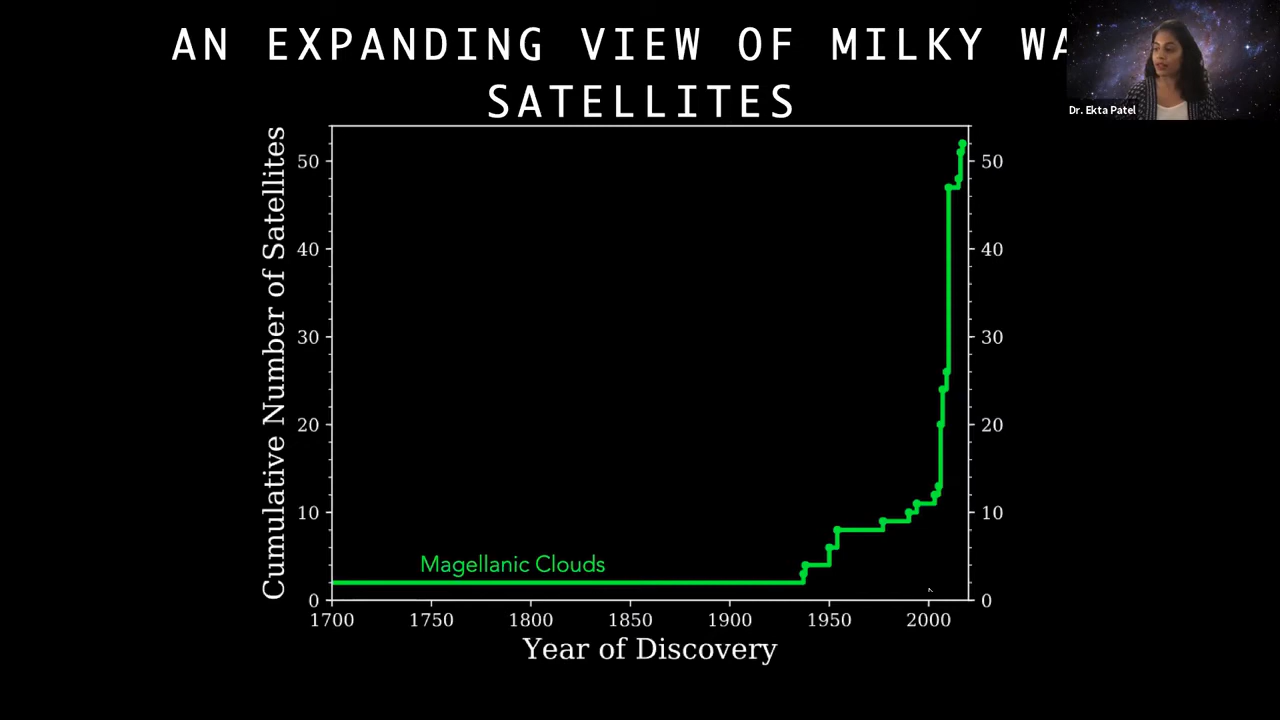 AN EXPANDING VIEW OF MILKY WA
SATELLITES
Dr. Ekta Patel
Cumulative Number of Satellites
50
40
30
20
10
0
50
40
30
20
10
0
Magellanic Clouds
1700 1750 1800 1850 1900 1950 2000
Year of Discovery